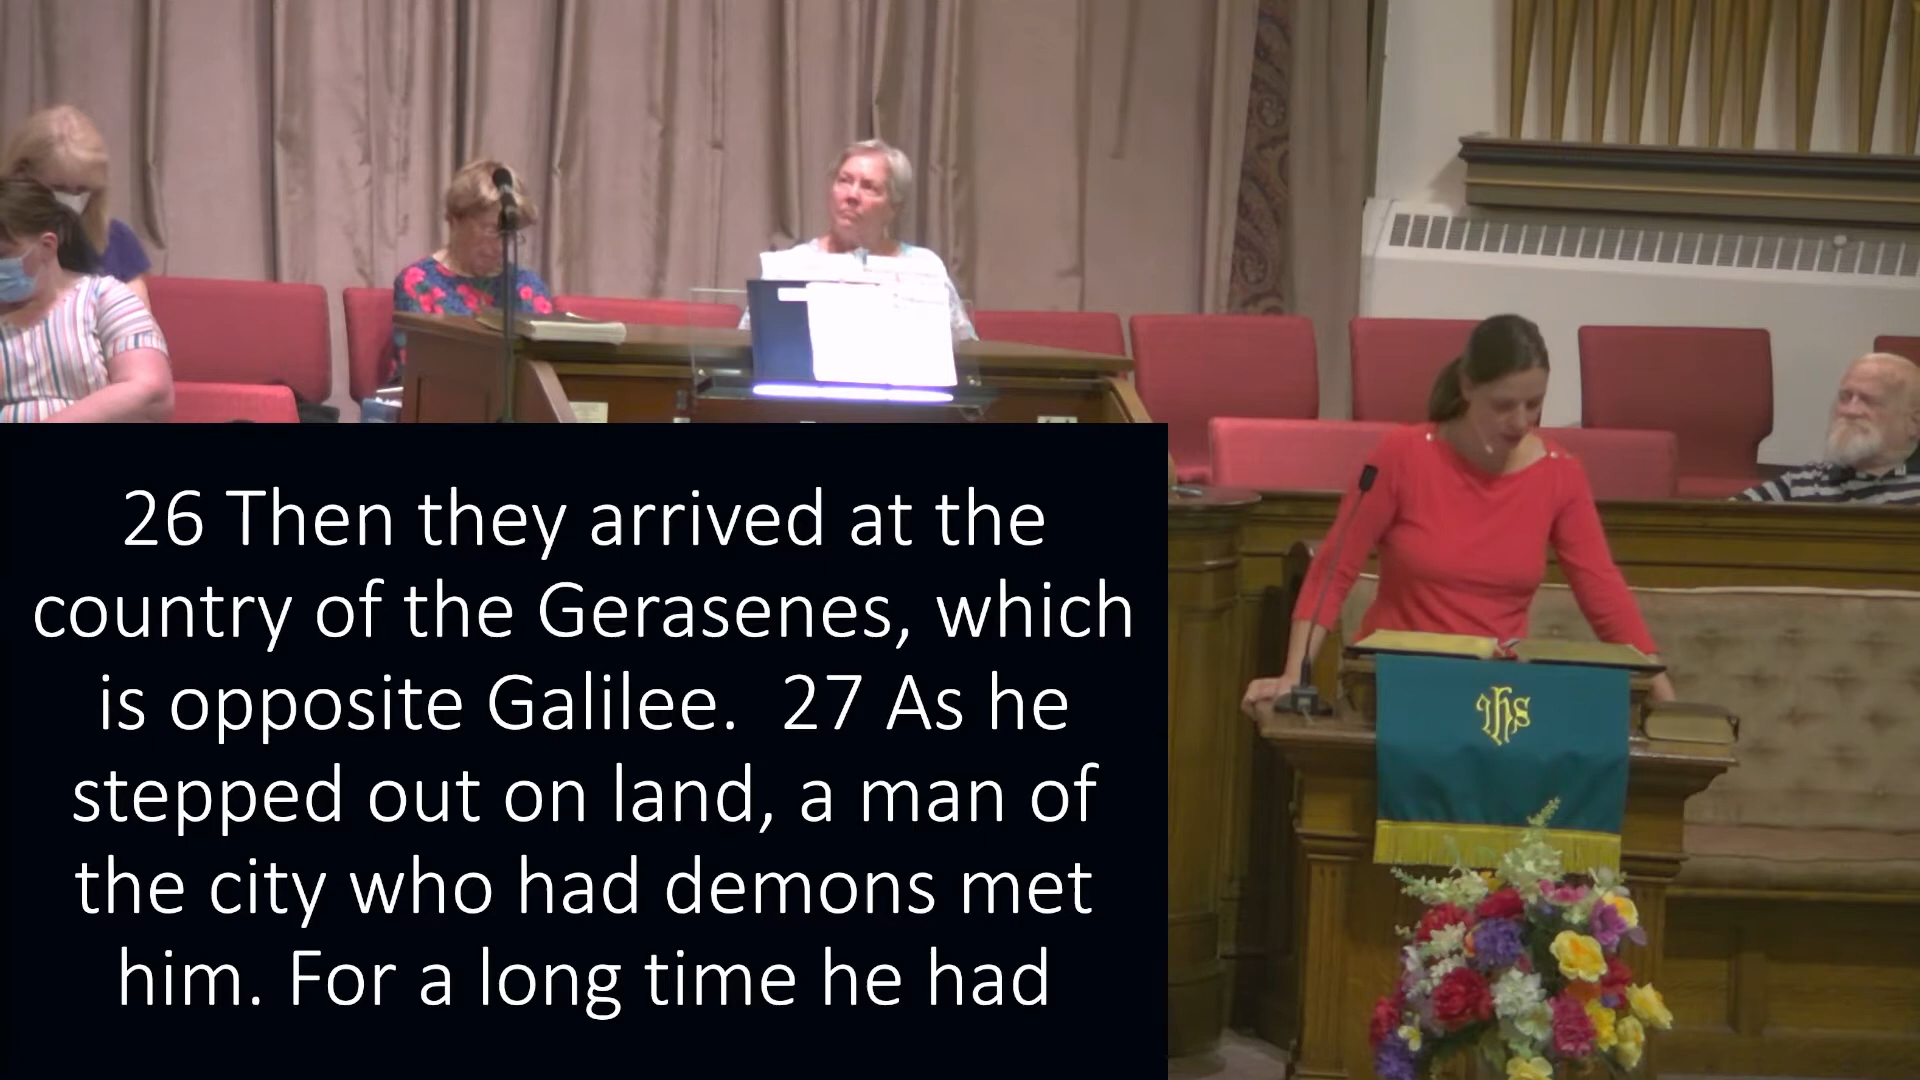 26 Then they arrived at the
country of the Gerasenes, which
is opposite Galilee.  27 As he
stepped out on land, a man of
the city who had demons met
him. For a long time he had
IHS